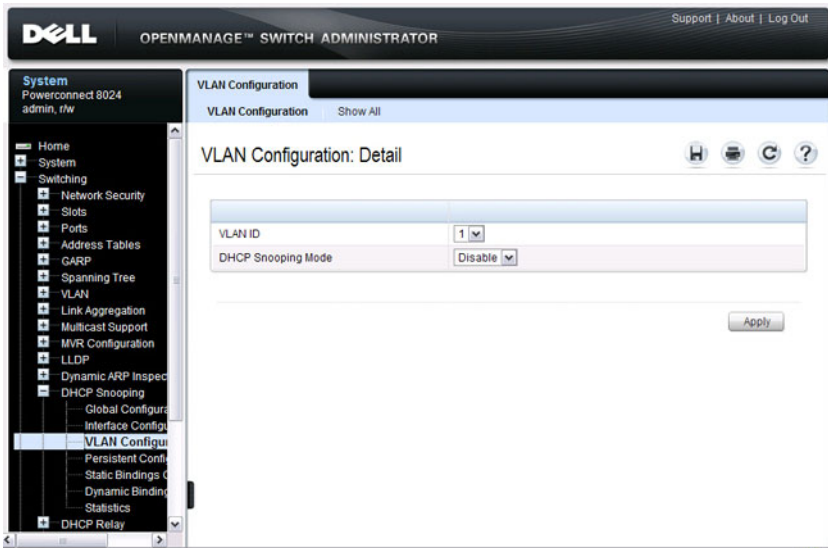 Support | About | Log Out
DELL OPENMANAGE™ SWITCH ADMINISTRATOR
System
Powerconnect 8024
admin, r/w
Home
System
Switching
Network Security
Slots
Ports
Address Tables
GARP
Spanning Tree
VLAN
Link Aggregation
Multicast Support
MVR Configuration
LLDP
Dynamic ARP Inspec
DHCP Snooping
Global Configura
Interface Configu
VLAN Configu
Persistent Confi
Static Bindings C
Dynamic Binding
Statistics
DHCP Relay
VLAN Configuration
VLAN Configuration Show All
VLAN Configuration: Detail
VLAN ID 1
DHCP Snooping Mode Disable
Apply